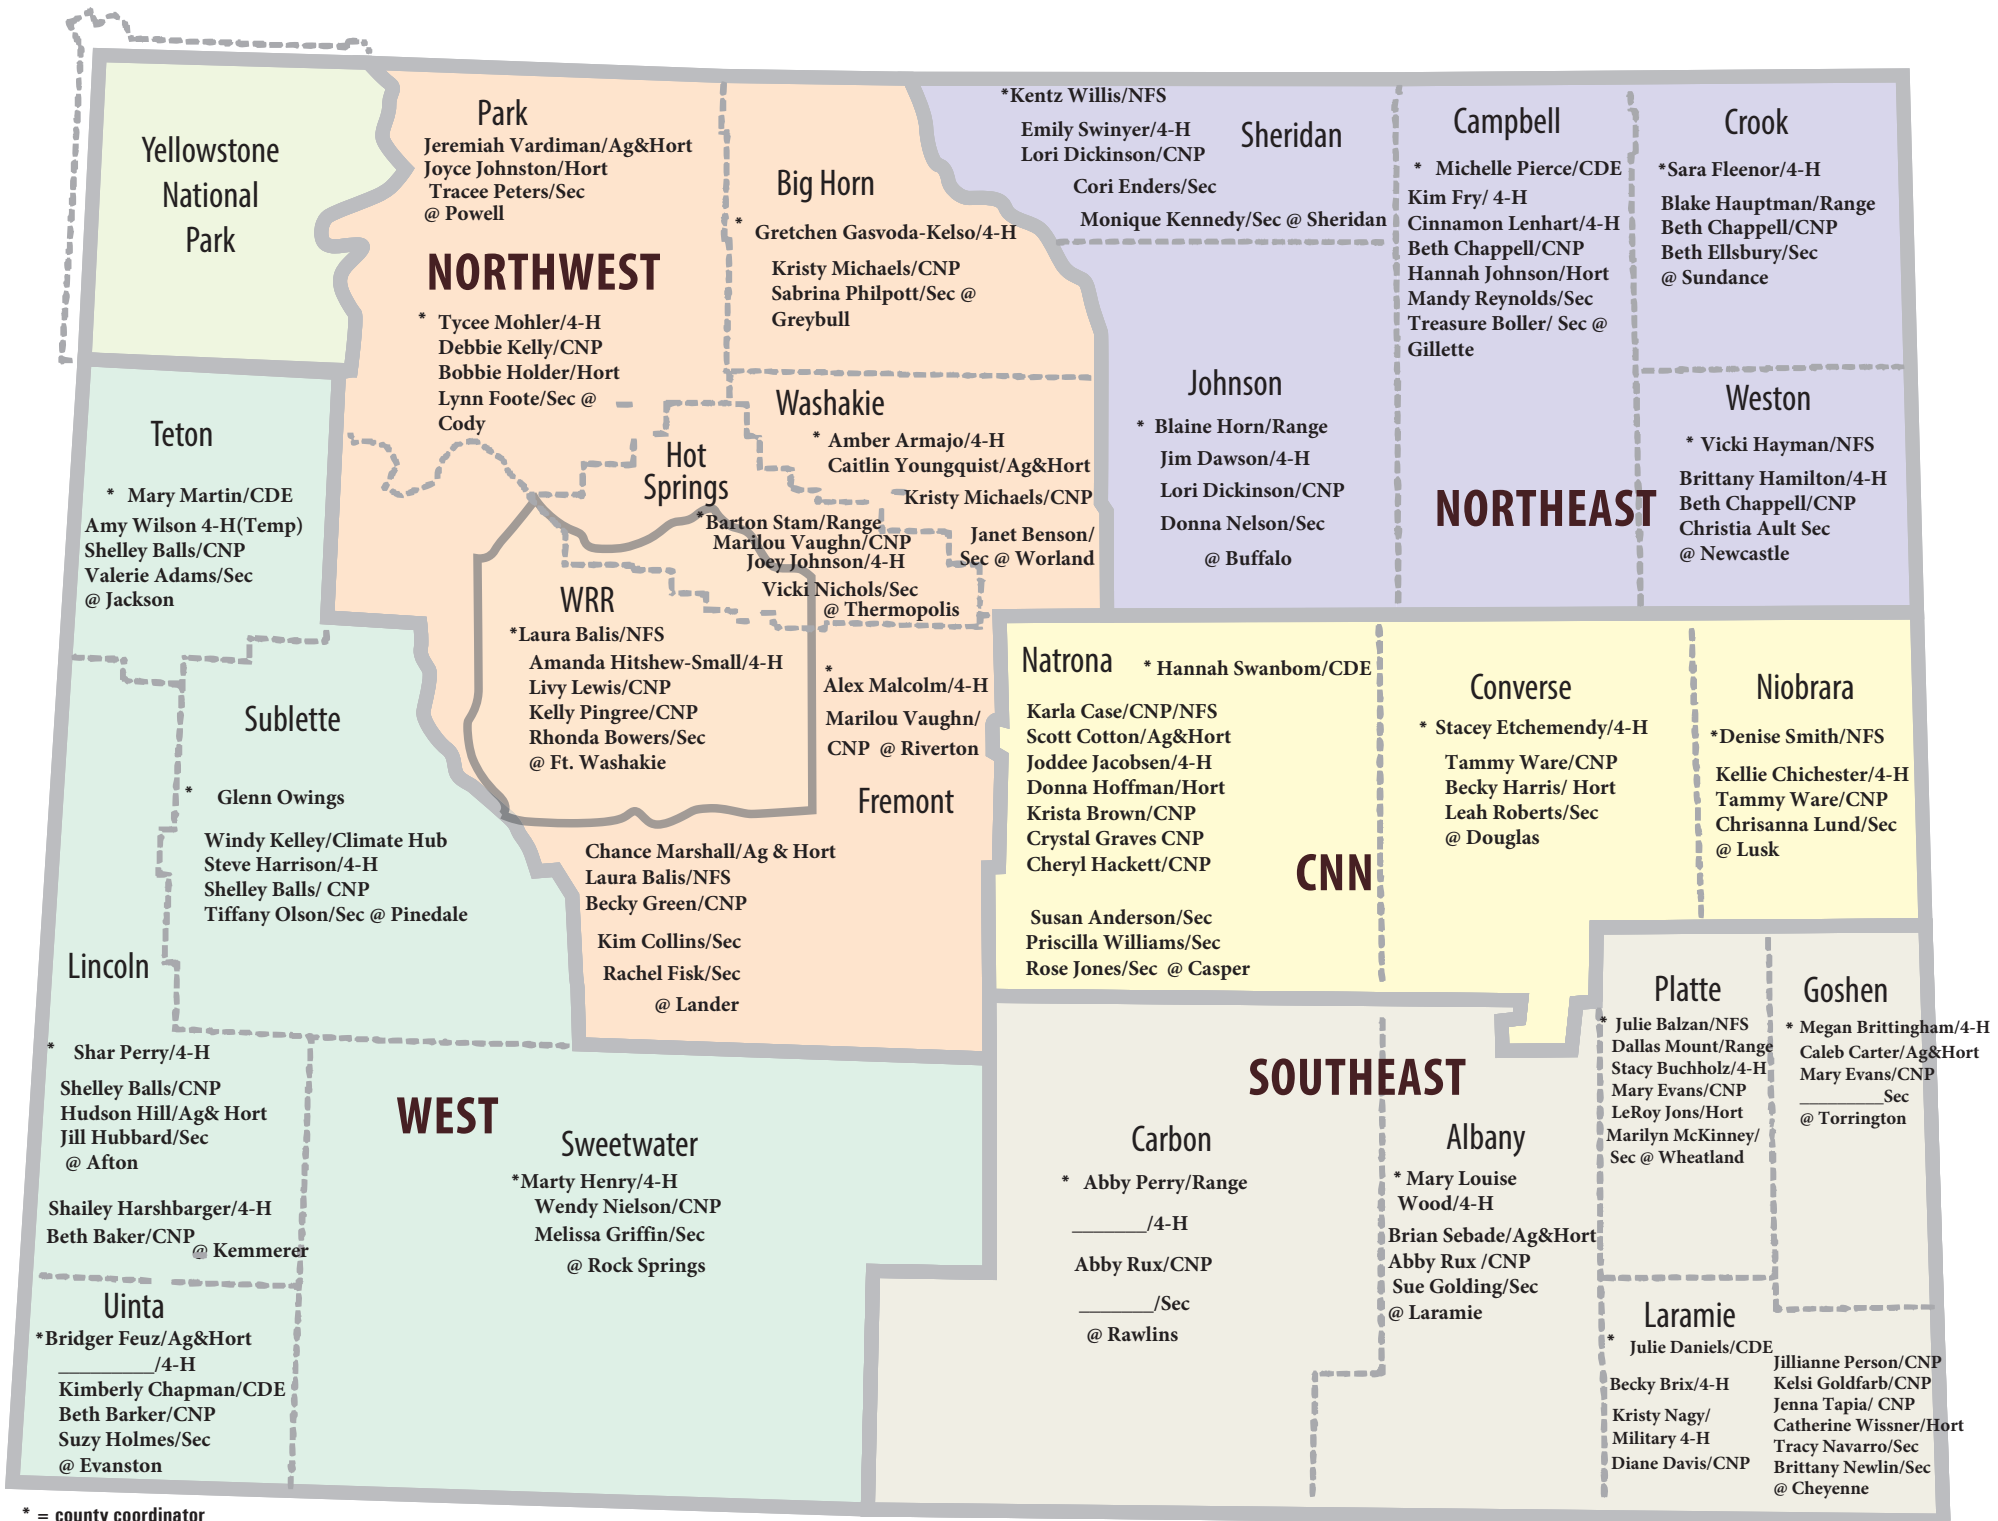 Yellowstone
National
Park
Park
Jeremiah Vardiman/Ag&Hort
Joyce Johnston/Hort
Tracee Peters/Sec
@ Powell
NORTHWEST
* Tycee Mohler/4-H
Debbie Kelly/CNP
Bobbie Holder/Hort
Lynn Foote/Sec @
Cody
Big Horn
* Gretchen Gasvoda-Kelso/4-H
Kristy Michaels/CNP
Sabrina Philpott/Sec @
Greybull
Washakie
* Amber Armajo/4-H
Caitlin Youngquist/Ag&Hort
Kristy Michaels/CNP
Janet Benson/
Sec @ Worland
Hot
Springs
*Barton Stam/Range
Marilou Vaughn/CNP
Joey Johnson/4-H
Vicki Nichols/Sec
@ Thermopolis
WRR
*Laura Balis/NFS
Amanda Hitshew-Small/4-H
Livy Lewis/CNP
Kelly Pingree/CNP
Rhonda Bowers/Sec
@ Ft. Washakie
*
Alex Malcolm/4-H
Marilou Vaughn/
CNP @ Riverton
Fremont
Chance Marshall/Ag & Hort
Laura Balis/NFS
Becky Green/CNP
Kim Collins/Sec
Rachel Fisk/Sec
@ Lander
*Kentz Willis/NFS
Emily Swinyer/4-H
Lori Dickinson/CNP
Sheridan
Cori Enders/Sec
Monique Kennedy/Sec @ Sheridan
Johnson
* Blaine Horn/Range
Jim Dawson/4-H
Lori Dickinson/CNP
Donna Nelson/Sec
@ Buffalo
Campbell
* Michelle Pierce/CDE
Kim Fry/ 4-H
Cinnamon Lenhart/4-H
Beth Chappell/CNP
Hannah Johnson/Hort
Mandy Reynolds/Sec
Treasure Boller/ Sec @
Gillette
NORTHEAST
Crook
*Sara Fleenor/4-H
Blake Hauptman/Range
Beth Chappell/CNP
Beth Ellsbury/Sec
@ Sundance
Weston
* Vicki Hayman/NFS
Brittany Hamilton/4-H
Beth Chappell/CNP
Christia Ault Sec
@ Newcastle
Teton
* Mary Martin/CDE
Amy Wilson 4-H(Temp)
Shelley Balls/CNP
Valerie Adams/Sec
@ Jackson
Sublette
* Glenn Owings
Windy Kelley/Climate Hub
Steve Harrison/4-H
Shelley Balls/ CNP
Tiffany Olson/Sec @ Pinedale
Lincoln
* Shar Perry/4-H
Shelley Balls/CNP
Hudson Hill/Ag& Hort
Jill Hubbard/Sec
@ Afton
Shailey Harshbarger/4-H
Beth Baker/CNP
@ Kemmerer
Uinta
*Bridger Feuz/Ag&Hort
_________/4-H
Kimberly Chapman/CDE
Beth Barker/CNP
Suzy Holmes/Sec
@ Evanston
WEST
Sweetwater
*Marty Henry/4-H
Wendy Nielson/CNP
Melissa Griffin/Sec
@ Rock Springs
Natrona
* Hannah Swanbom/CDE
Karla Case/CNP/NFS
Scott Cotton/Ag&Hort
Joddee Jacobsen/4-H
Donna Hoffman/Hort
Krista Brown/CNP
Crystal Graves CNP
Cheryl Hackett/CNP
Susan Anderson/Sec
Priscilla Williams/Sec
Rose Jones/Sec @ Casper
CNN
Converse
* Stacey Etchemendy/4-H
Tammy Ware/CNP
Becky Harris/ Hort
Leah Roberts/Sec
@ Douglas
Niobrara
*Denise Smith/NFS
Kellie Chichester/4-H
Tammy Ware/CNP
Chrisanna Lund/Sec
@ Lusk
SOUTHEAST
Carbon
* Abby Perry/Range
_______/4-H
Abby Rux/CNP
_______/Sec
@ Rawlins
Albany
* Mary Louise
Wood/4-H
Brian Sebade/Ag&Hort
Abby Rux /CNP
Sue Golding/Sec
@ Laramie
Platte
* Julie Balzan/NFS
Dallas Mount/Range
Stacy Buchholz/4-H
Mary Evans/CNP
LeRoy Jons/Hort
Marilyn McKinney/
Sec @ Wheatland
Goshen
* Megan Brittingham/4-H
Caleb Carter/Ag&Hort
Mary Evans/CNP
_________Sec
@ Torrington
Laramie
* Julie Daniels/CDE
Becky Brix/4-H
Kristy Nagy/
Military 4-H
Diane Davis/CNP
Jillianne Person/CNP
Kelsi Goldfarb/CNP
Jenna Tapia/ CNP
Catherine Wissner/Hort
Tracy Navarro/Sec
Brittany Newlin/Sec
@ Cheyenne
* = county coordinator